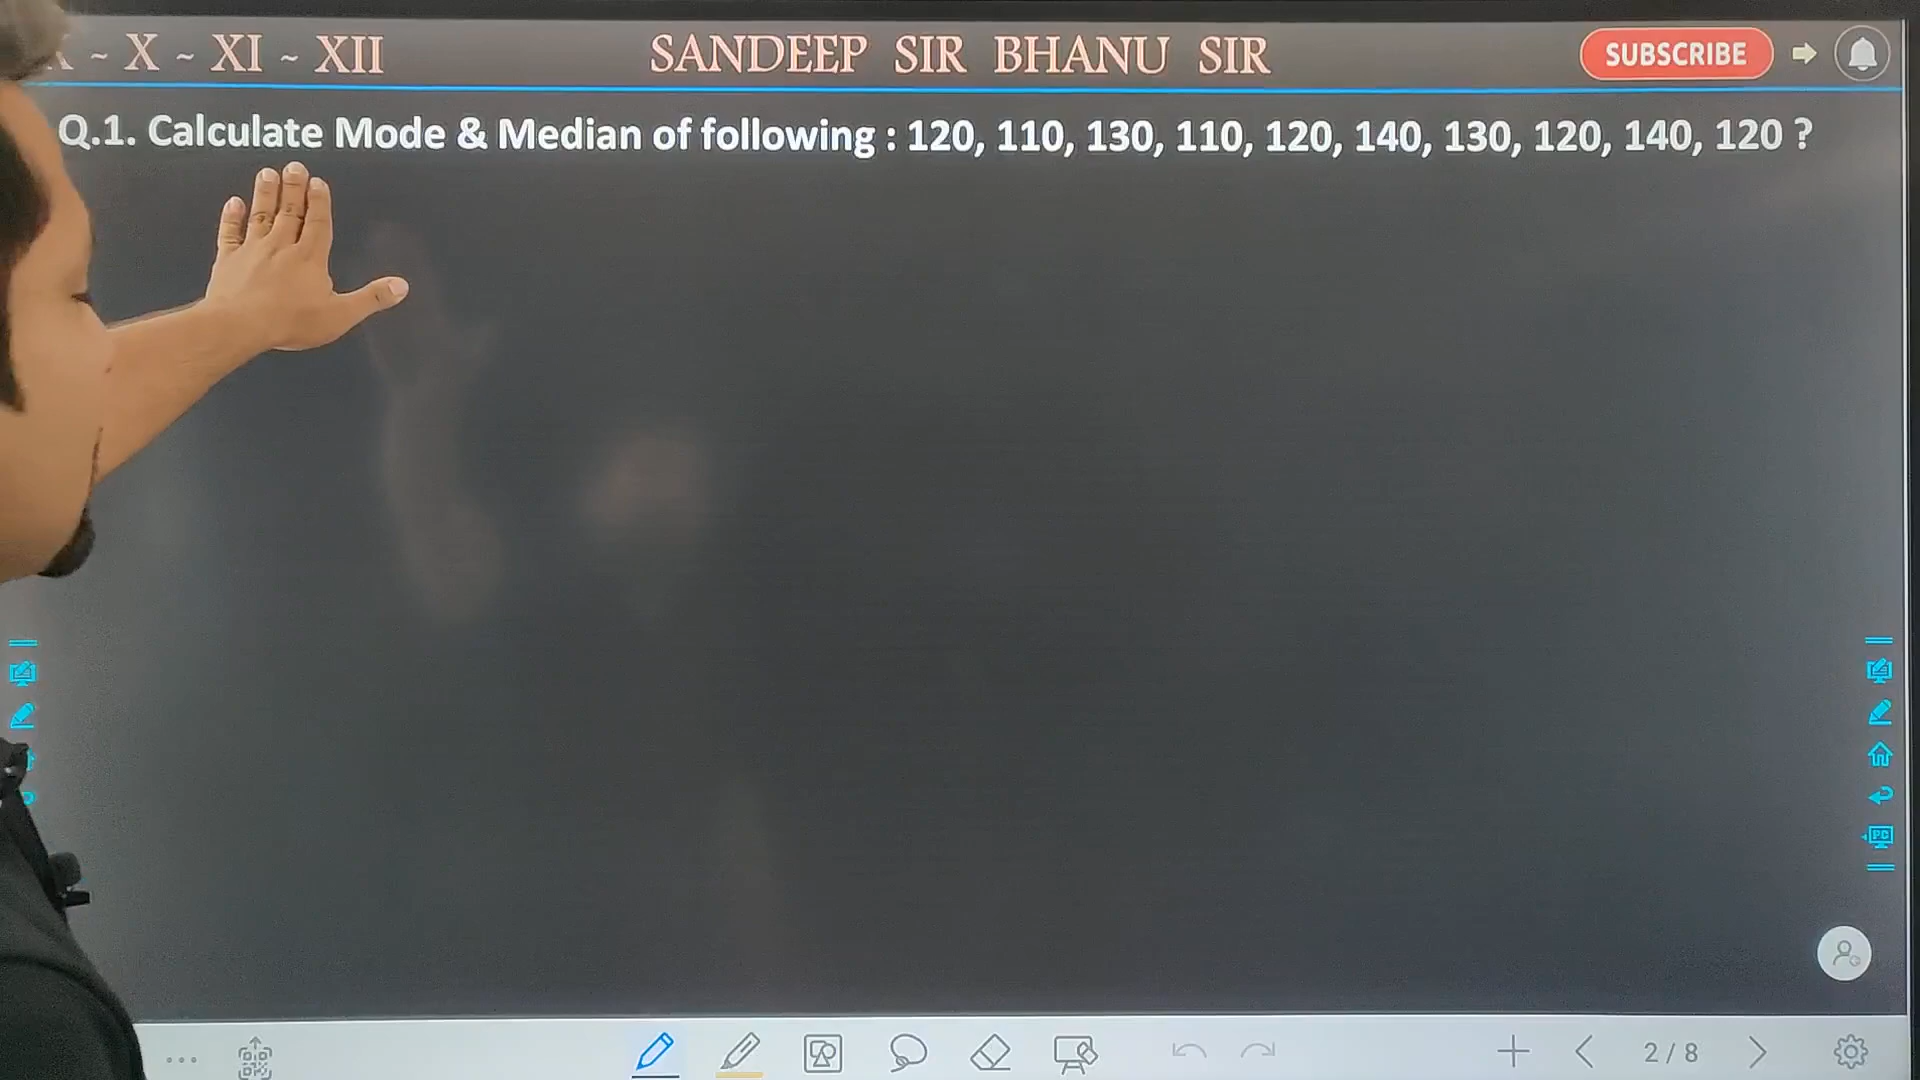 ~ X ~ XI ~ XII SANDEEP SIR BHANU SIR SUBSCRIBE
Q.1. Calculate Mode & Median of following : 120, 110, 130, 110, 120, 140, 130, 120, 140, 120 ?
PC
2 / 8